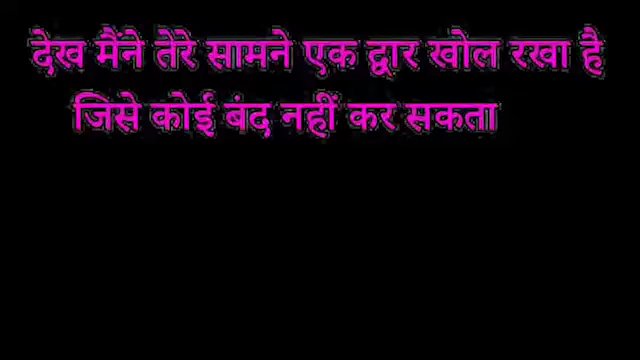 देख मैंने तेरे सामने एक द्वार खोल रखा है
जिसे कोई बंद नहीं कर सकता